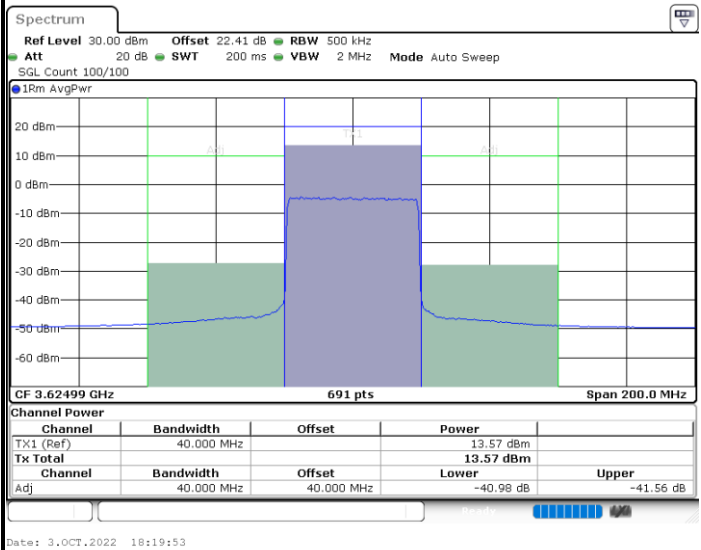 Spectrum
Ref Level 30.00 dBm Offset 22.41 dB RBW 500 kHz
Att 20 dB SWT 200 ms VBW 2 MHz Mode Auto Sweep
SGL Count 100/100
1Rm AvgPwr
20 dBm
TX1
Adj
Adj
10 dBm
0 dBm
-10 dBm
-20 dBm
-30 dBm
-40 dBm
-50 dBm
-60 dBm
CF 3.62499 GHz 691 pts Span 200.0 MHz
Channel Power
Channel Bandwidth Offset Power
TX1 (Ref) 40.000 MHz 13.57 dBm
Tx Total 13.57 dBm
Channel Bandwidth Offset Lower Upper
Adj 40.000 MHz 40.000 MHz -40.98 dB -41.56 dB
Ready
Date: 3.OCT.2022 18:19:53